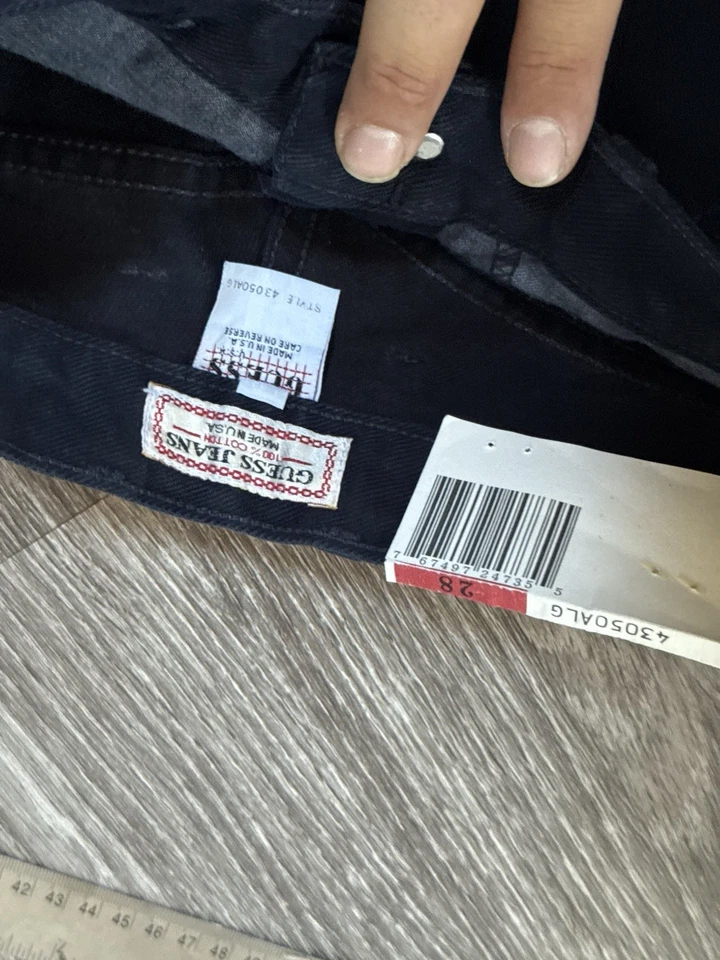 GUESS JEANS
100% COTTON
MADE IN USA
GUESS
U.S.A.
MADE IN U.S.A.
CARE ON REVERSE
STYLE 43050ALG
7 67497 24735 5
28
43050ALG
42 43 44 45 46 47 48